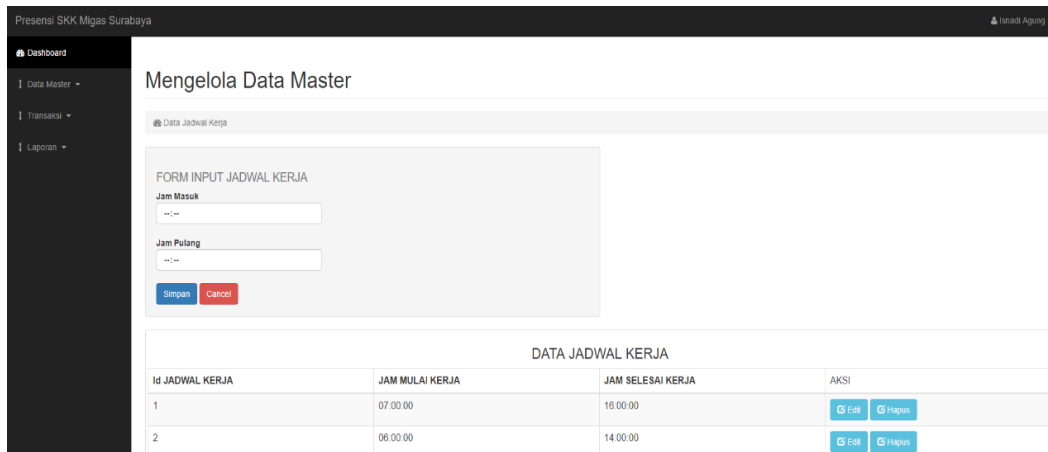 Presensi SKK Migas Surabaya
Isnadi Agung
Dashboard
Data Master
Transaksi
Laporan
Mengelola Data Master
Data Jadwal Kerja
FORM INPUT JADWAL KERJA
Jam Masuk
--:--
Jam Pulang
--:--
Simpan Cancel
DATA JADWAL KERJA
Id JADWAL KERJA JAM MULAI KERJA JAM SELESAI KERJA AKSI
1 07:00:00 16:00:00 Edit Hapus
2 06:00:00 14:00:00 Edit Hapus